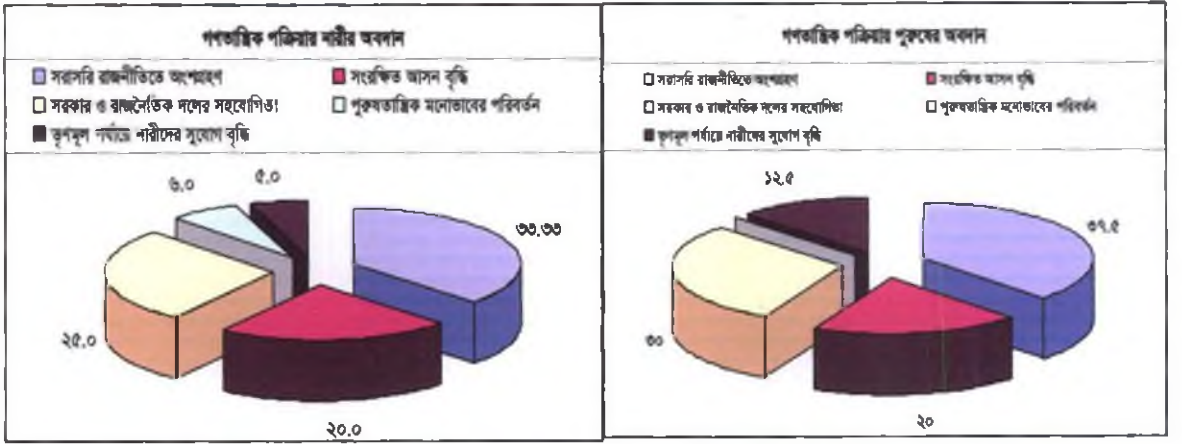 গণতান্ত্রিক পক্রিয়ায় নারীর অবদান
সরাসরি রাজনীতিতে অংশগ্রহণ
সংরক্ষিত আসন বৃদ্ধি
সরকার ও রাজনৈতিক দলের সহযোগিতা
পুরুষতান্ত্রিক মনোভাবের পরিবর্তন
তৃণমূল পর্যায়ে নারীদের সুযোগ বৃদ্ধি
৬.০
৫.০
৩৩.৩৩
২৫.০
২০.০
গণতান্ত্রিক পক্রিয়ায় পুরুষের অবদান
সরাসরি রাজনীতিতে অংশগ্রহণ
সংরক্ষিত আসন বৃদ্ধি
সরকার ও রাজনৈতিক দলের সহযোগিতা
পুরুষতান্ত্রিক মনোভাবের পরিবর্তন
তৃণমূল পর্যায়ে নারীদের সুযোগ বৃদ্ধি
১২.৫
৩৭.৫
৩০
২০